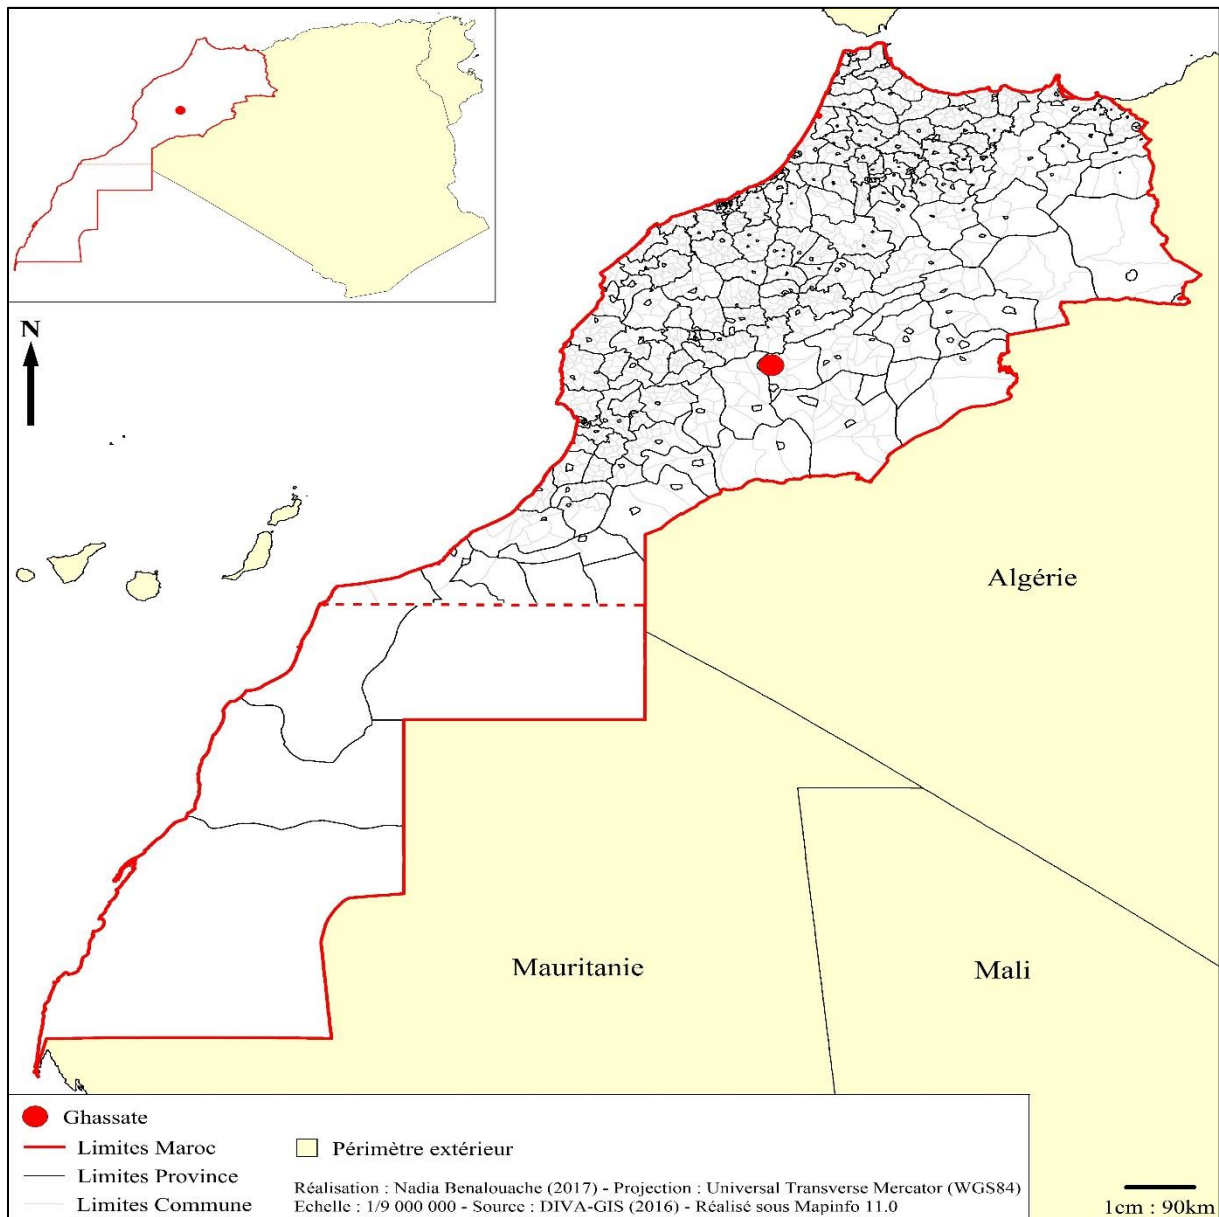 N
Algérie
Mauritanie
Mali
Ghassate
Limites Maroc
Périmètre extérieur
Limites Province
Limites Commune
Réalisation : Nadia Benalouache (2017) - Projection : Universal Transverse Mercator (WGS84)
Echelle : 1/9 000 000 - Source : DIVA-GIS (2016) - Réalisé sous Mapinfo 11.0
1cm : 90km